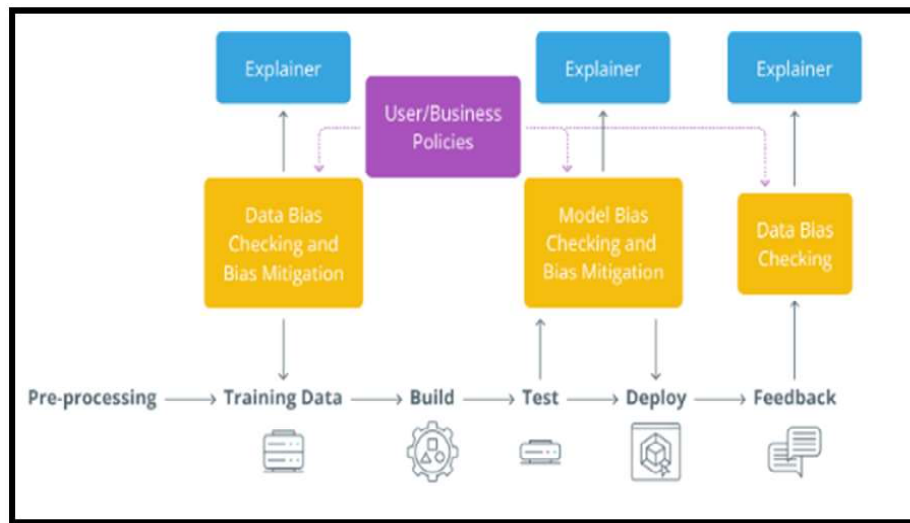 Explainer
Explainer
Explainer
User/Business
Policies
Data Bias
Checking and
Bias Mitigation
Model Bias
Checking and
Bias Mitigation
Data Bias
Checking
Pre-processing
Training Data
Build
Test
Deploy
Feedback